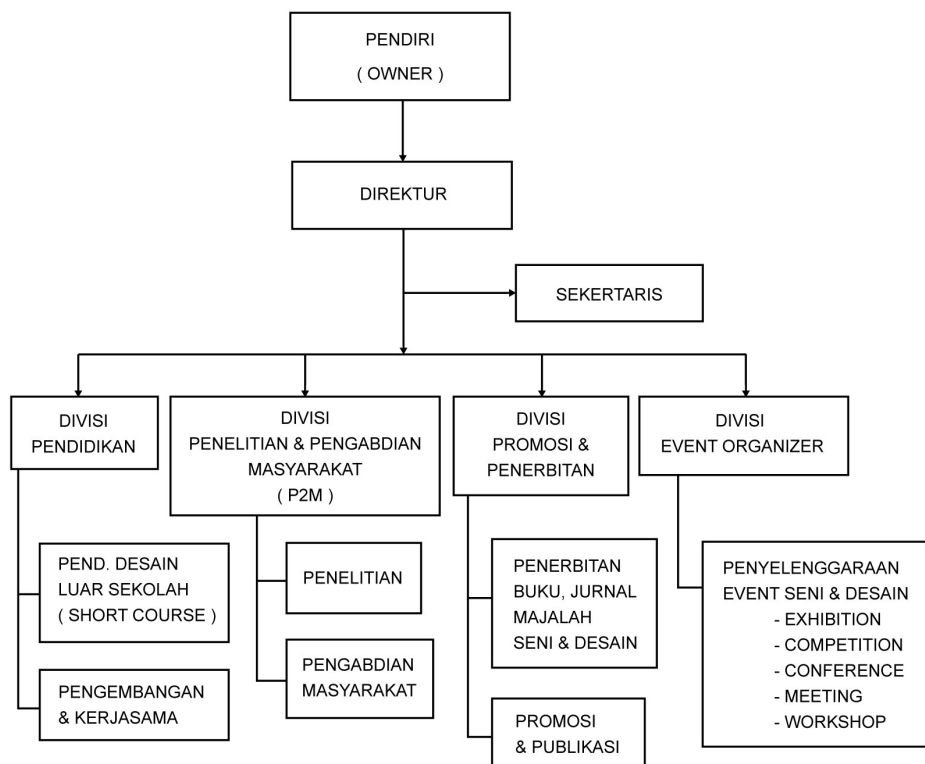 PENDIRI
( OWNER )
DIREKTUR
SEKERTARIS
DIVISI
PENDIDIKAN
DIVISI
PENELITIAN & PENGABDIAN
MASYARAKAT
( P2M )
DIVISI
PROMOSI &
PENERBITAN
DIVISI
EVENT ORGANIZER
PEND. DESAIN
LUAR SEKOLAH
( SHORT COURSE )
PENGEMBANGAN
& KERJASAMA
PENELITIAN
PENGABDIAN
MASYARAKAT
PENERBITAN
BUKU, JURNAL
MAJALAH
SENI & DESAIN
PROMOSI
& PUBLIKASI
PENYELENGGARAAN
EVENT SENI & DESAIN
- EXHIBITION
- COMPETITION
- CONFERENCE
- MEETING
- WORKSHOP